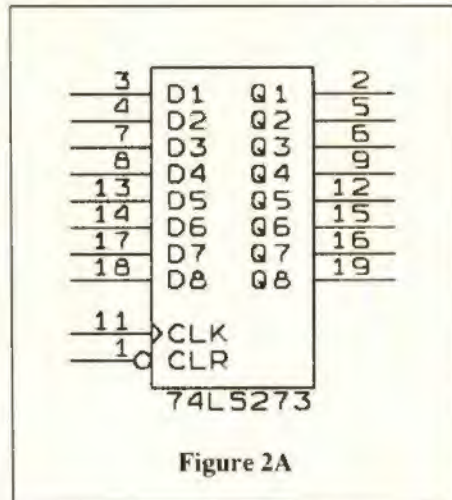 3 D1 Q1 2
4 D2 Q2 5
7 D3 Q3 6
8 D4 Q4 9
13 D5 Q5 12
14 D6 Q6 15
17 D7 Q7 16
18 D8 Q8 19
11 CLK
1 CLR
74LS273
Figure 2A